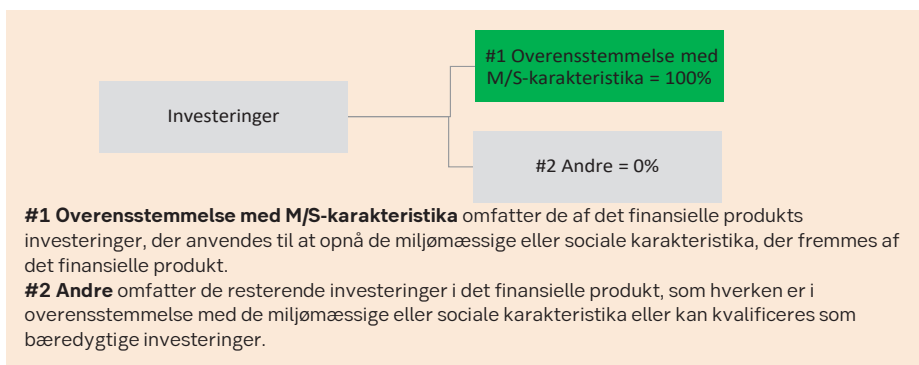 #1 Overensstemmelse med
M/S-karakteristika = 100%
Investeringer
#2 Andre = 0%
#1 Overensstemmelse med M/S-karakteristika omfatter de af det finansielle produkts
investeringer, der anvendes til at opnå de miljømæssige eller sociale karakteristika, der fremmes af
det finansielle produkt.
#2 Andre omfatter de resterende investeringer i det finansielle produkt, som hverken er i
overensstemmelse med de miljømæssige eller sociale karakteristika eller kan kvalificeres som
bæredygtige investeringer.